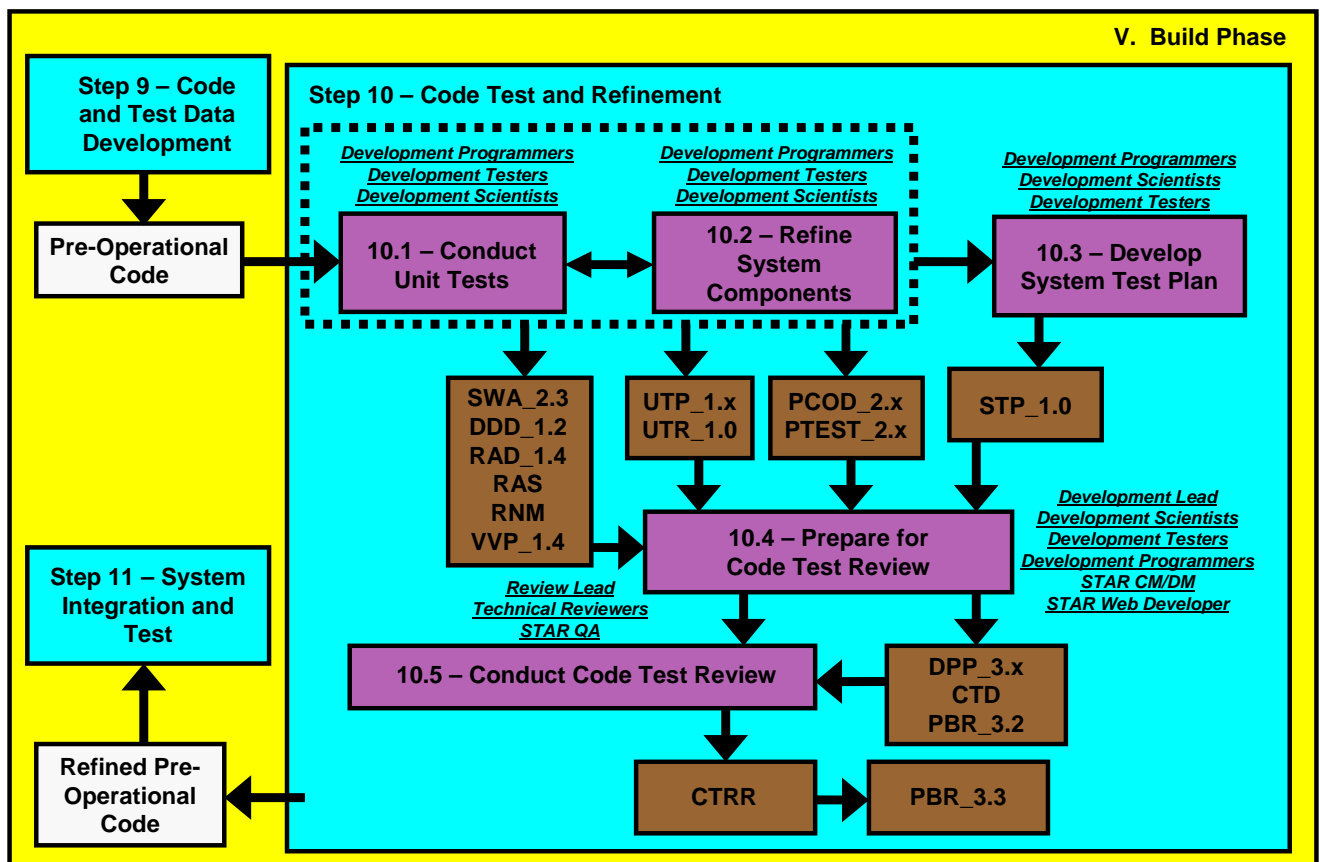 V. Build Phase
Step 9 – Code
and Test Data
Development
Pre-Operational
Code
Step 10 – Code Test and Refinement
Development Programmers
Development Testers
Development Scientists
10.1 – Conduct
Unit Tests
Development Programmers
Development Testers
Development Scientists
10.2 – Refine
System
Components
Development Programmers
Development Scientists
Development Testers
10.3 – Develop
System Test Plan
SWA_2.3
DDD_1.2
RAD_1.4
RAS
RNM
VVP_1.4
UTP_1.x
UTR_1.0
PCOD_2.x
PTEST_2.x
STP_1.0
10.4 – Prepare for
Code Test Review
Development Lead
Development Scientists
Development Testers
Development Programmers
STAR CM/DM
STAR Web Developer
Review Lead
Technical Reviewers
STAR QA
10.5 – Conduct Code Test Review
DPP_3.x
CTD
PBR_3.2
CTRR
PBR_3.3
Step 11 – System
Integration and
Test
Refined Pre-
Operational
Code